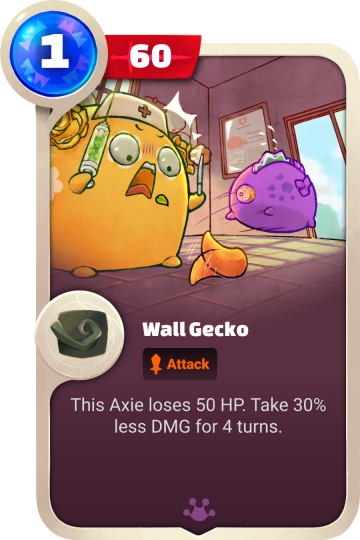 1
60
Wall Gecko
Attack
This Axie loses 50 HP. Take 30%
less DMG for 4 turns.